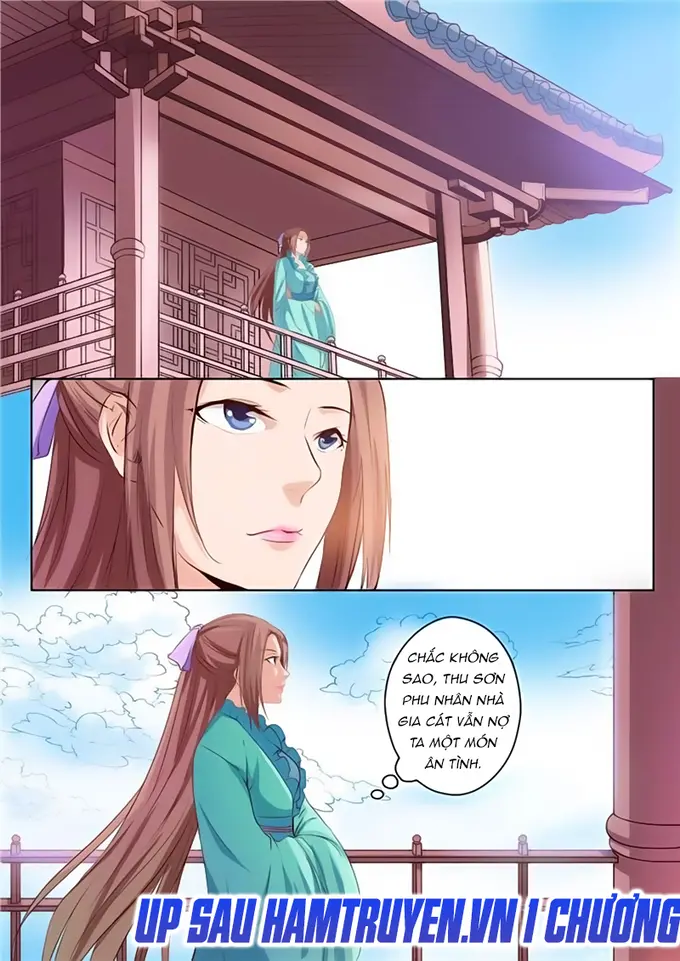 CHẮC KHÔNG
SAO, THU SƠN
PHU NHÂN NHÀ
GIA CÁT VẪN NỢ
TA MỘT MÓN
ÂN TÌNH.
UP SAU HAMTRUYEN.VN 1 CHƯƠNG